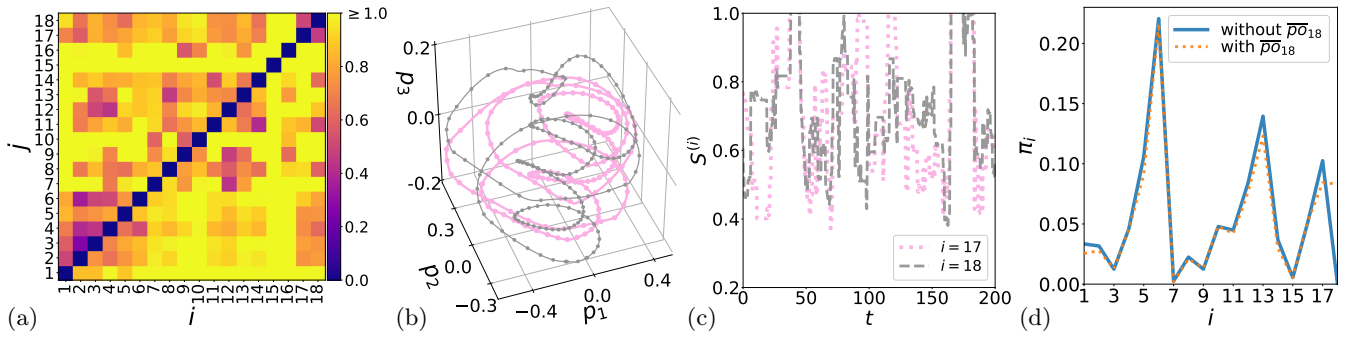 18
17
16
15
14
13
12
11
10
9
8
7
6
5
4
3
2
1
j
1 2 3 4 5 6 7 8 9 10 11 12 13 14 15 16 17 18
i
≥ 1.0
0.8
0.6
0.4
0.3
0.0
(a)
0.2
0.0
−0.2
p₃
0.3
0.0
−0.3
p₂
−0.4
0.0
0.4
p₁
(b)
1.0
0.8
0.6
0.4
0.2
S⁽ⁱ⁾
i = 17
i = 18
0 50 100 150 200
t
(c)
0.20
0.15
0.10
0.05
0.00
πᵢ
without p̅o̅₁₈
with p̅o̅₁₈
1 3 5 7 9 11 13 15 17
i
(d)